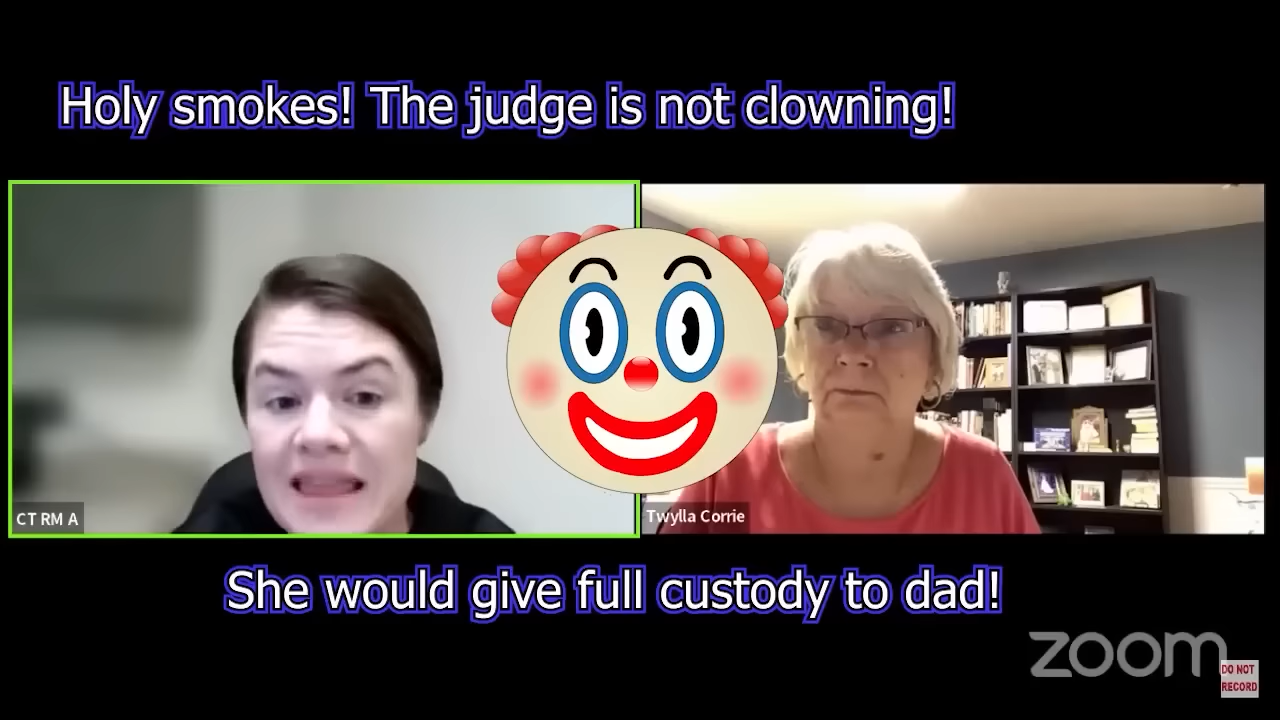 Holy smokes! The judge is not clowning!
CT RM A
Twylla Corrie
She would give full custody to dad!
zoom
DO NOT
RECORD